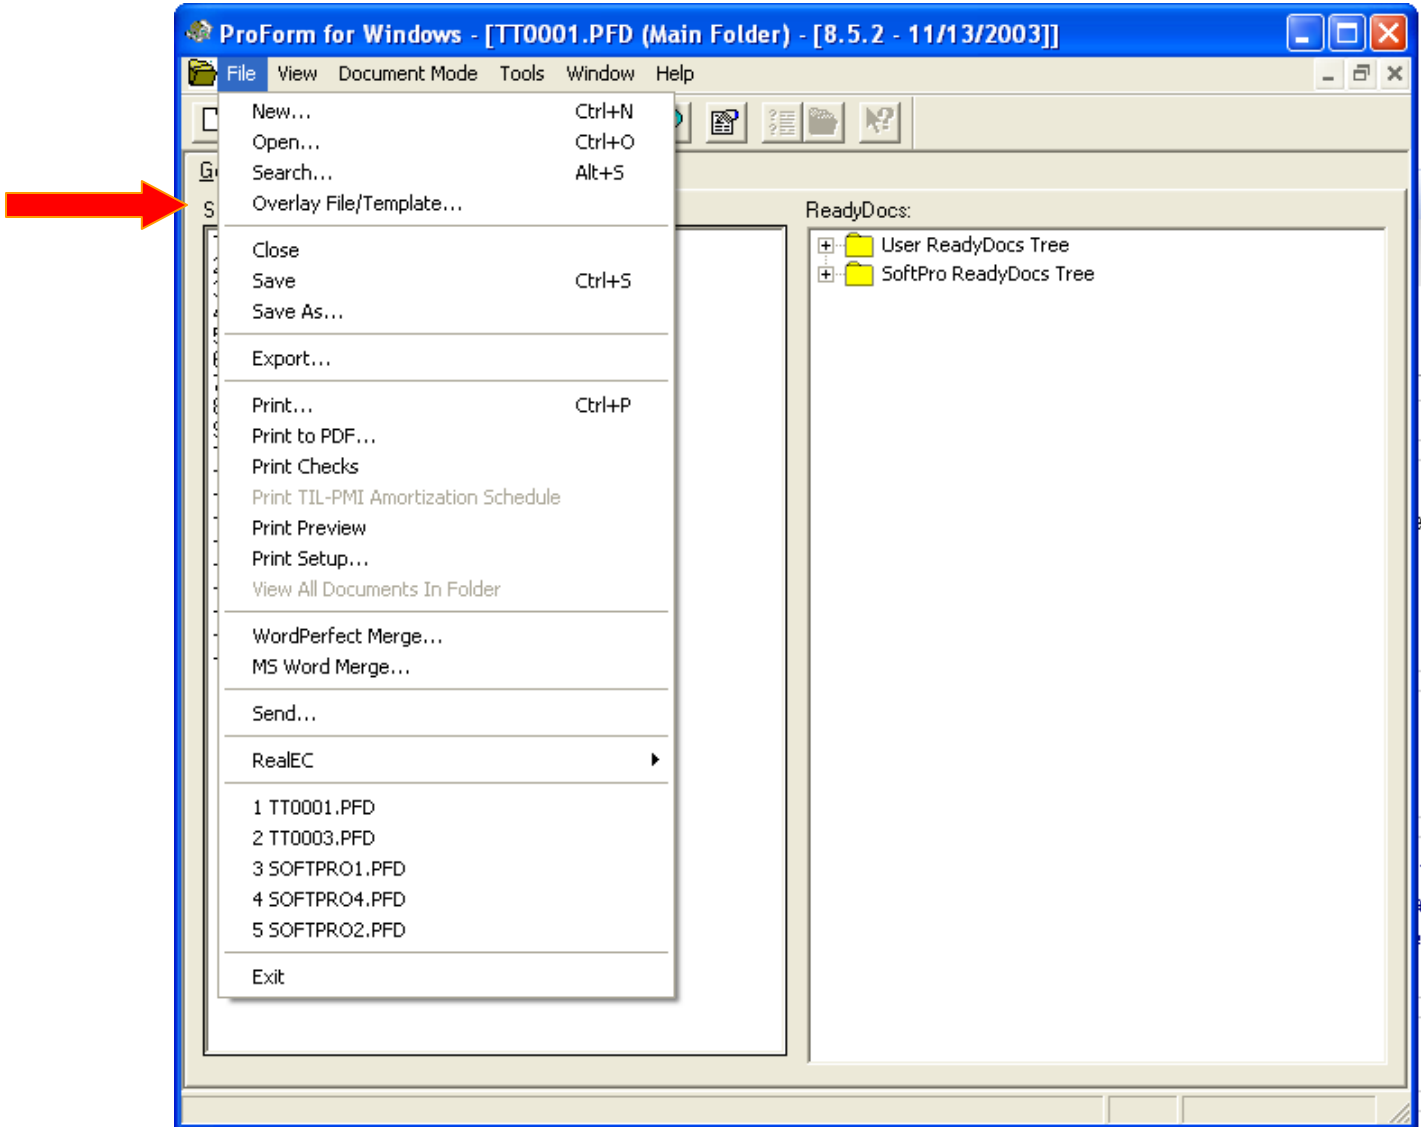 ProForm for Windows - [TT0001.PFD (Main Folder) - [8.5.2 - 11/13/2003]]
File View Document Mode Tools Window Help
New... Ctrl+N
Open... Ctrl+O
Search... Alt+S
Overlay File/Template...
Close
Save Ctrl+S
Save As...
Export...
Print... Ctrl+P
Print to PDF...
Print Checks
Print TIL-PMI Amortization Schedule
Print Preview
Print Setup...
View All Documents In Folder
WordPerfect Merge...
MS Word Merge...
Send...
RealEC
1 TT0001.PFD
2 TT0003.PFD
3 SOFTPRO1.PFD
4 SOFTPRO4.PFD
5 SOFTPRO2.PFD
Exit
ReadyDocs:
User ReadyDocs Tree
SoftPro ReadyDocs Tree